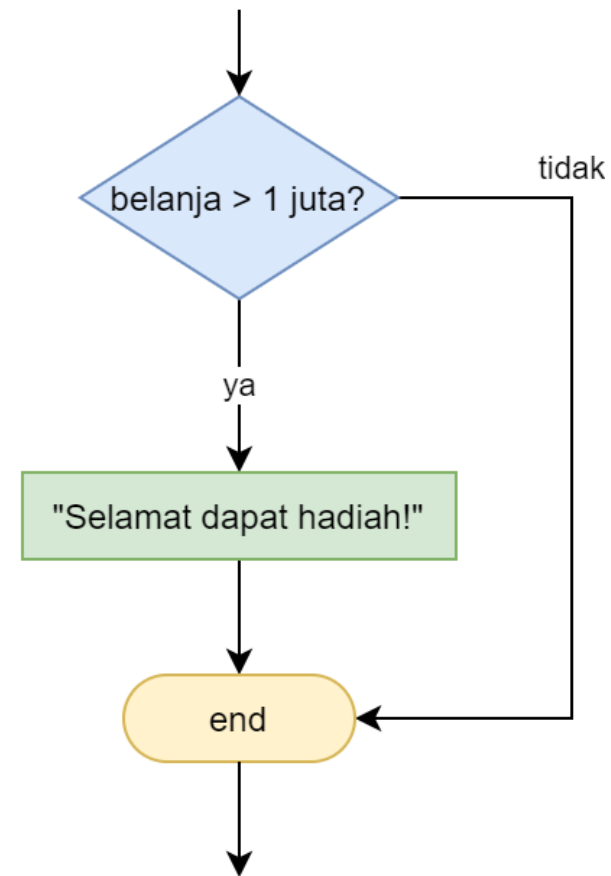 belanja > 1 juta?
tidak
ya
"Selamat dapat hadiah!"
end